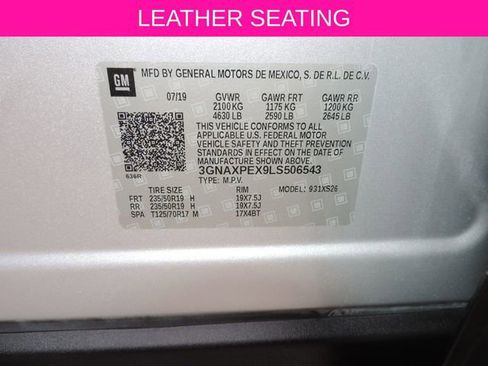 LEATHER SEATING
GM MFD BY GENERAL MOTORS DE MEXICO, S. DE R.L. DE C.V.
07/19 GVWR GAWR FRT GAWR RR
2100 KG 1175 KG 1200 KG
4630 LB 2590 LB 2645 LB
THIS VEHICLE CONFORMS TO ALL
APPLICABLE U.S. FEDERAL MOTOR
VEHICLE SAFETY AND THEFT
PREVENTION STANDARDS IN EFFECT
ON THE DATE OF MANUFACTURE
SHOWN ABOVE.
3GNAXPEX9LS506543
636R TYPE: M.P.V. MODEL: 931XS26
TIRE SIZE RIM
FRT 235/50R19 H 19X7.5J
RR 235/50R19 H 19X7.5J
SPA T125/70R17 M 17X4BT